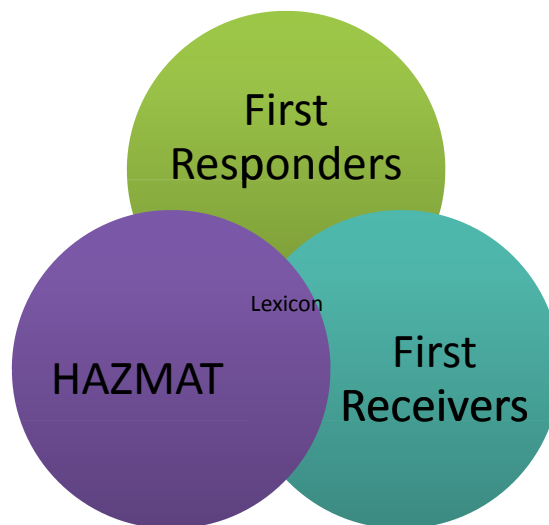 First
Responders
Lexicon
HAZMAT
First
Receivers